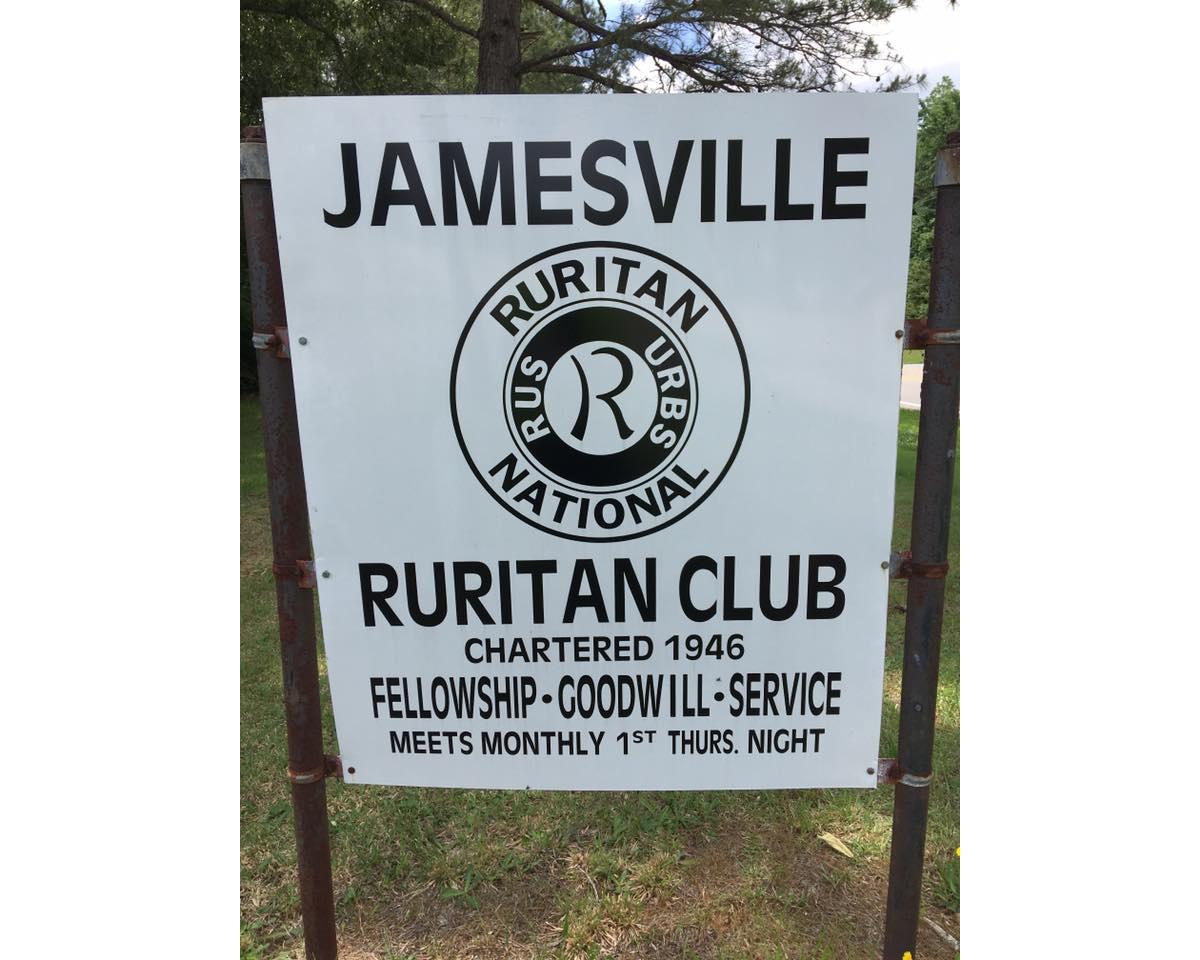 JAMESVILLE
RURITAN
RUS
R
URBS
NATIONAL
RURITAN CLUB
CHARTERED 1946
FELLOWSHIP · GOODWILL · SERVICE
MEETS MONTHLY 1ST THURS. NIGHT